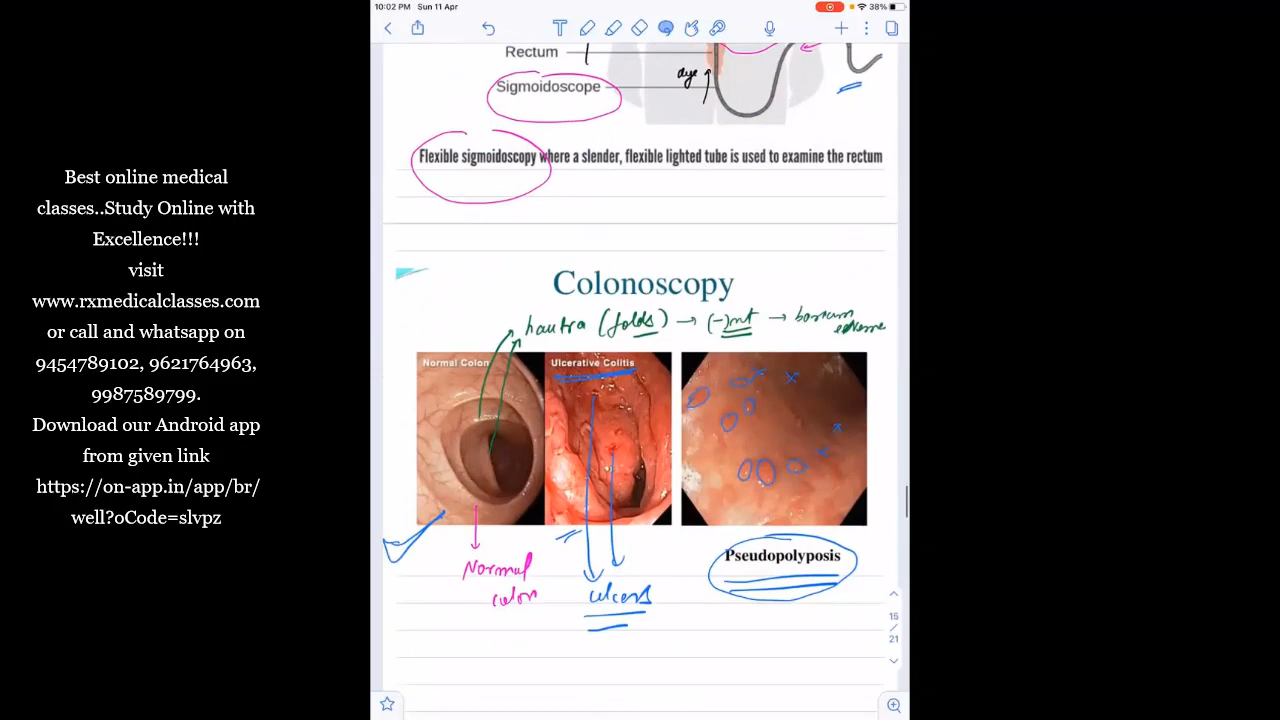 10:02 PM Sun 11 Apr
38%
Rectum
dye
Sigmoidoscope
Flexible sigmoidoscopy where a slender, flexible lighted tube is used to examine the rectum
Best online medical
classes..Study Online with
Excellence!!!
visit
www.rxmedicalclasses.com
or call and whatsapp on
9454789102, 9621764963,
9987589799.
Download our Android app
from given link
https://on-app.in/app/br/
well?oCode=slvpz
Colonoscopy
haustra (folds) → (-)nt → barium
enema
Normal Colon
Ulcerative Colitis
Pseudopolyposis
Normal
colon
ulcers
15
/
21